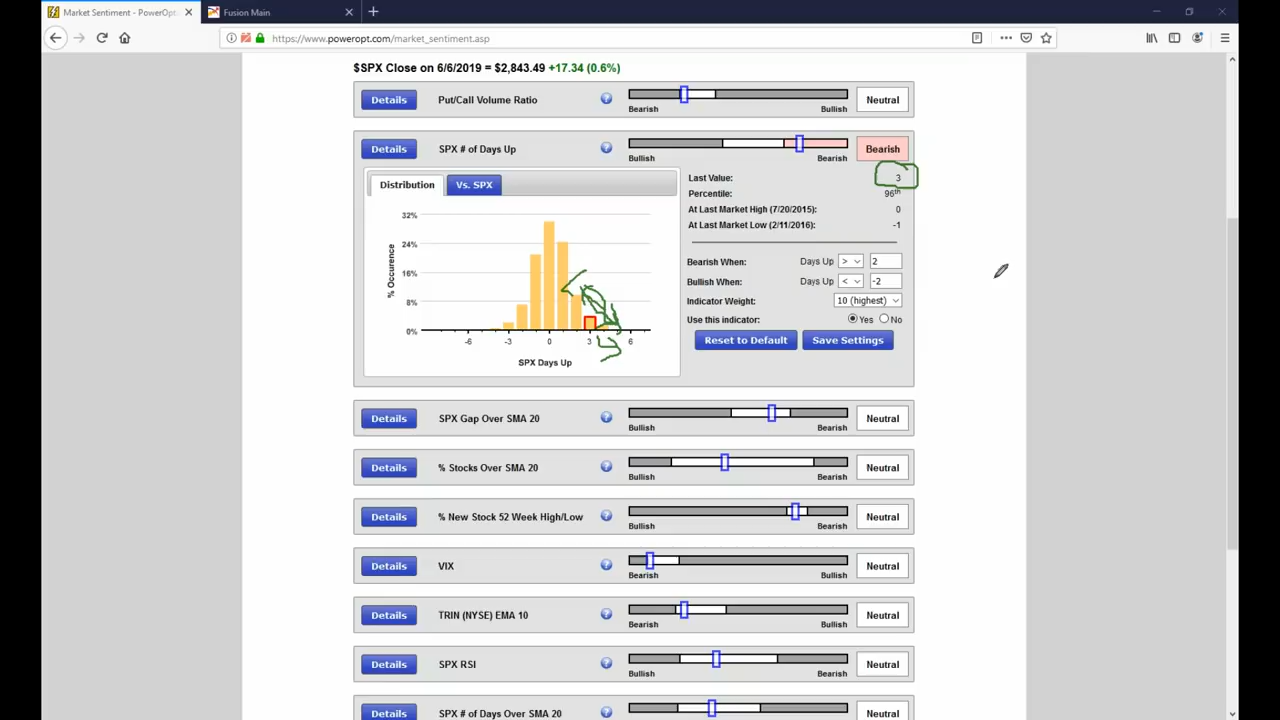 Market Sentiment - PowerOpt
Fusion Main
https://www.poweropt.com/market_sentiment.asp
$SPX Close on 6/6/2019 = $2,843.49 +17.34 (0.6%)
Details Put/Call Volume Ratio ? Bearish Bullish Neutral
Details SPX # of Days Up ? Bullish Bearish Bearish
Distribution Vs. SPX
% Occurence
32%
24%
16%
8%
0%
-6 -3 0 3 6
SPX Days Up
Last Value: 3
Percentile: 96th
At Last Market High (7/20/2015): 0
At Last Market Low (2/11/2016): -1
Bearish When: Days Up > 2
Bullish When: Days Up < -2
Indicator Weight: 10 (highest)
Use this indicator: Yes No
Reset to Default Save Settings
Details SPX Gap Over SMA 20 ? Bullish Bearish Neutral
Details % Stocks Over SMA 20 ? Bullish Bearish Neutral
Details % New Stock 52 Week High/Low ? Bullish Bearish Neutral
Details VIX ? Bearish Bullish Neutral
Details TRIN (NYSE) EMA 10 ? Bearish Bullish Neutral
Details SPX RSI ? Bullish Bearish Neutral
Details SPX # of Days Over SMA 20 ? Neutral